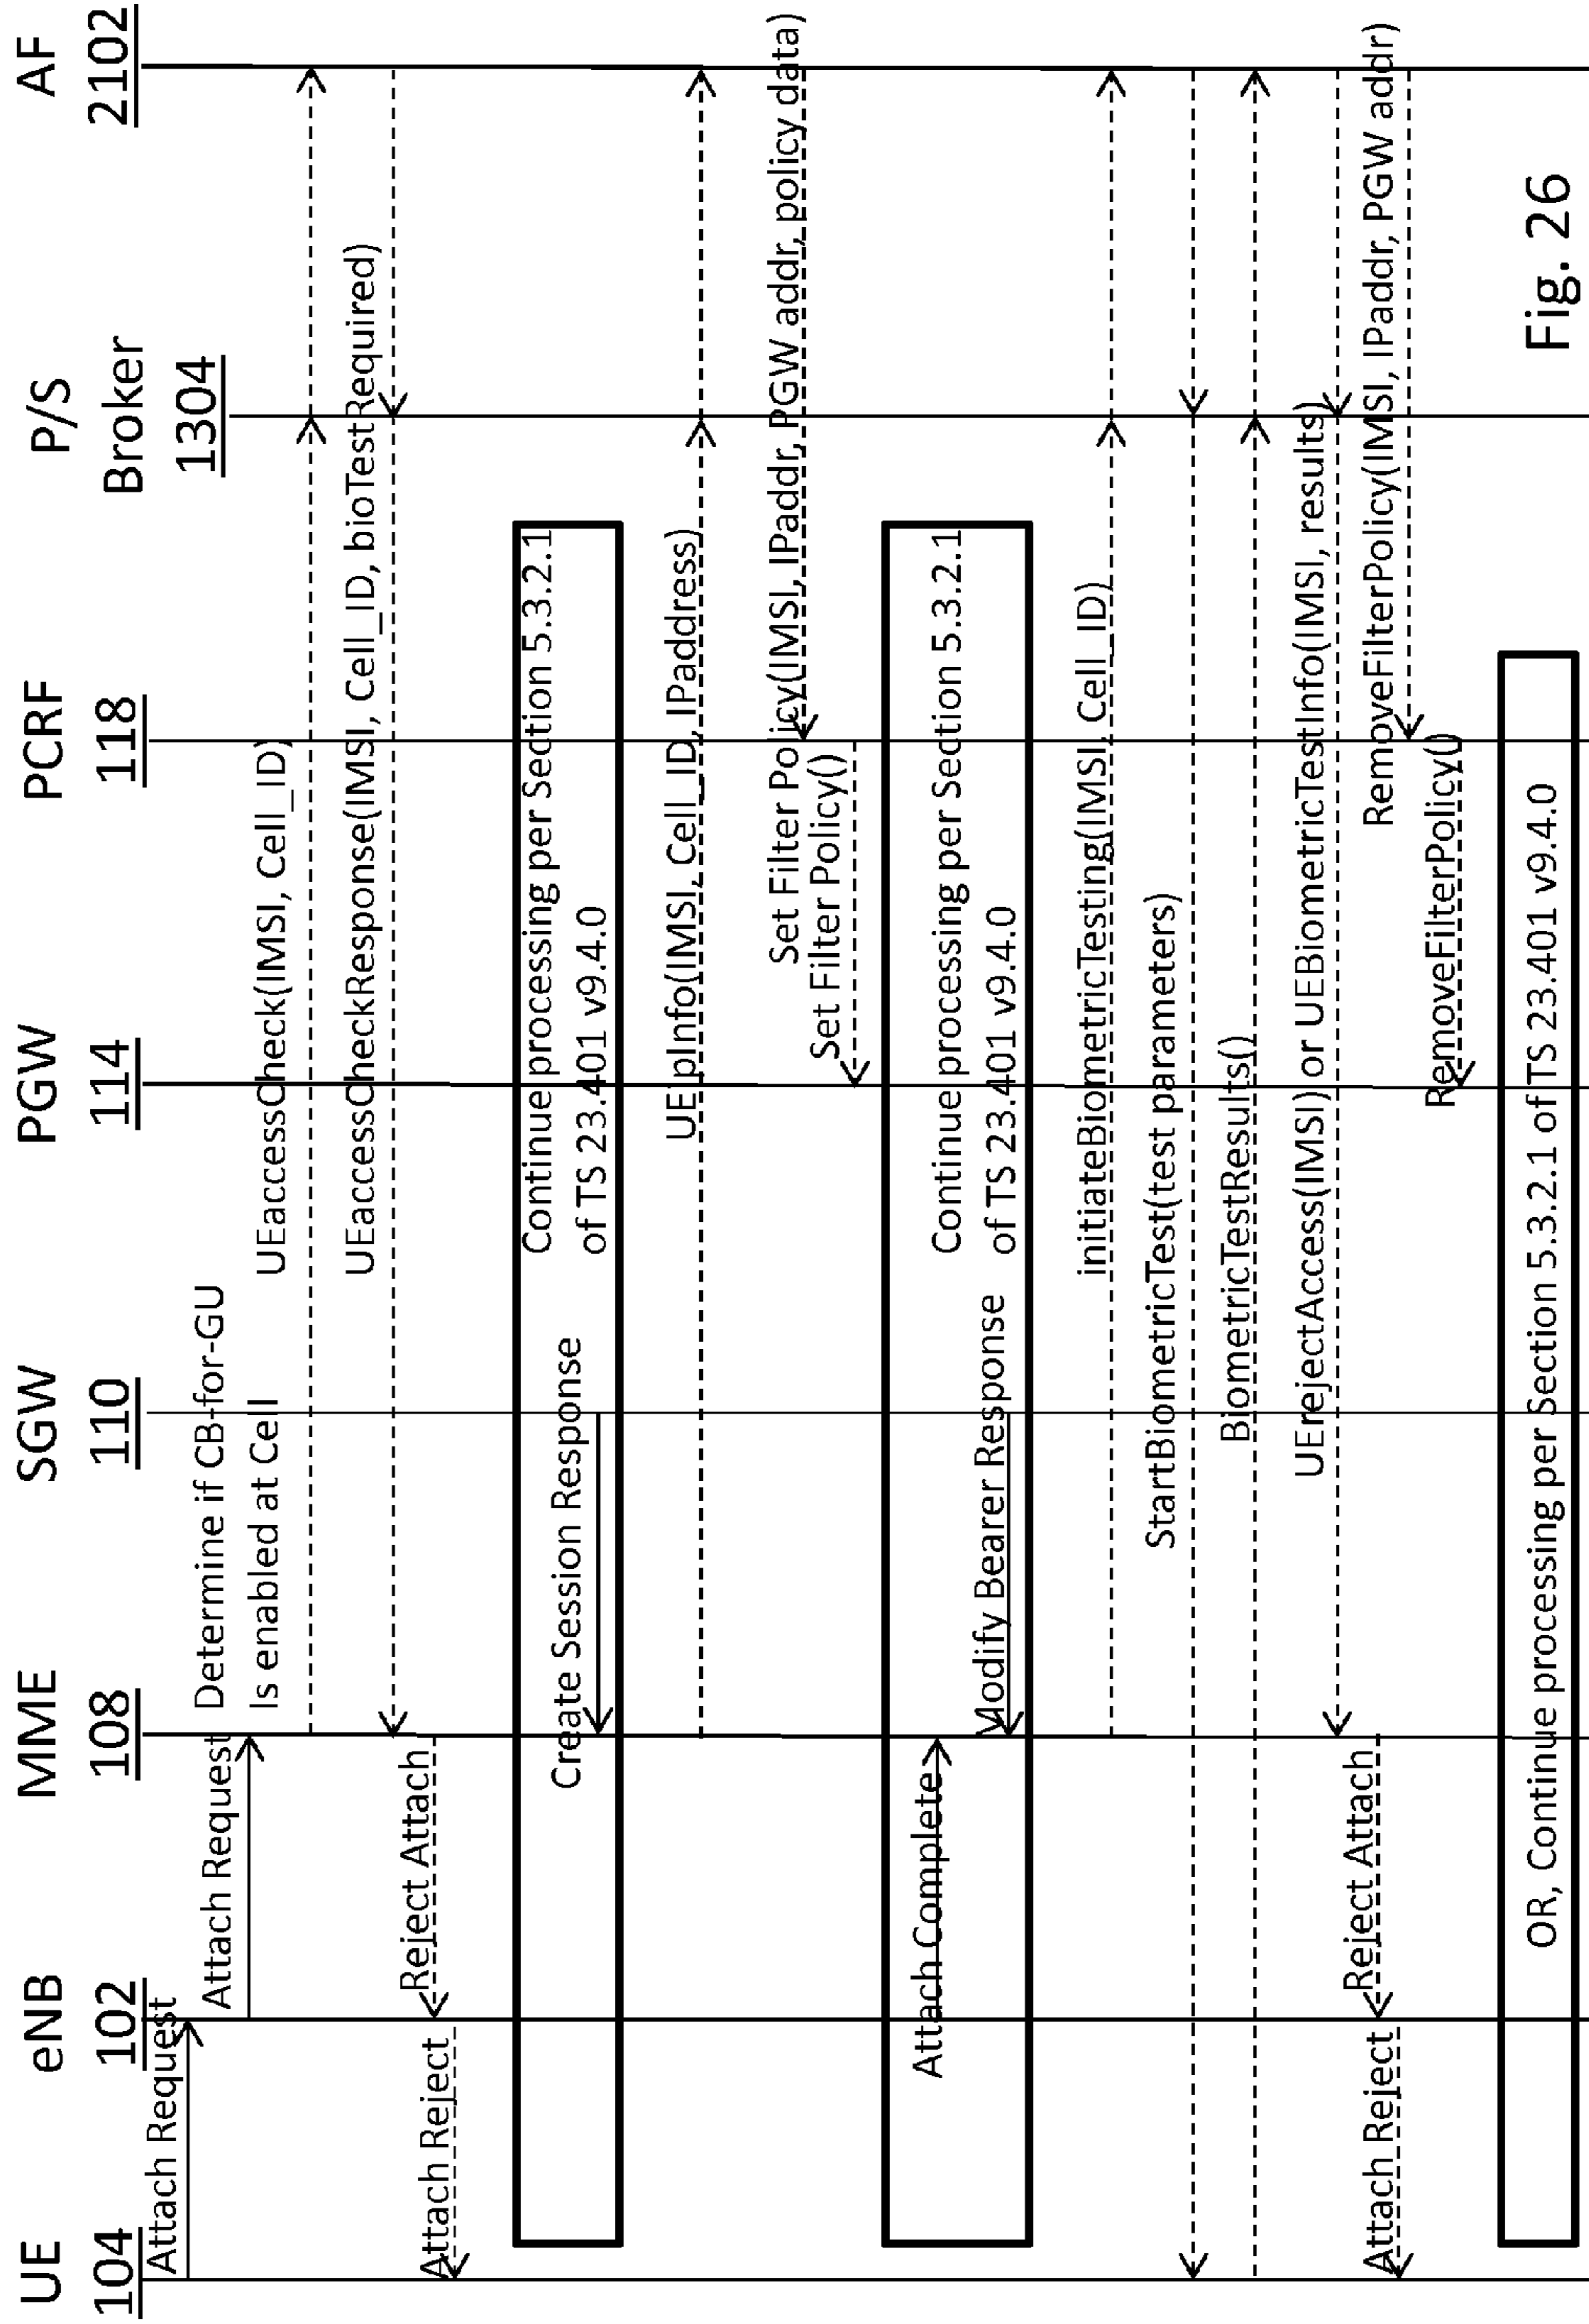 UE
104
eNB
102
MME
108
SGW
110
PGW
114
PCRF
118
P/S
Broker
1304
AF
2102
Attach Request
Attach Request
Determine if CB-for-GU
Is enabled at Cell
UEaccessCheck(IMSI, Cell_ID)
UEaccessCheckResponse(IMSI, Cell_ID, bioTestRequired)
Reject Attach
Attach Reject
Continue processing per Section 5.3.2.1
of TS 23.401 v9.4.0
Create Session Response
UE pInfo(IMSI, Cell_ID, IPaddress)
Set Filter Policy(IMSI, IPaddr, PGW addr, policy data)
Set Filter Policy()
Attach Complete
Continue processing per Section 5.3.2.1
of TS 23.401 v9.4.0
Modify Bearer Response
initiateBiometricTesting(IMSI, Cell_ID)
StartBiometricTest(test parameters)
BiometricTestResults()
UErejectAccess(IMSI) or UEBiometricTestInfo(IMSI, results)
Reject Attach
Attach Reject
RemoveFilterPolicy(IMSI, IPaddr, PGW addr)
RemoveFilterPolicy()
OR, Continue processing per Section 5.3.2.1 of TS 23.401 v9.4.0
Fig. 26